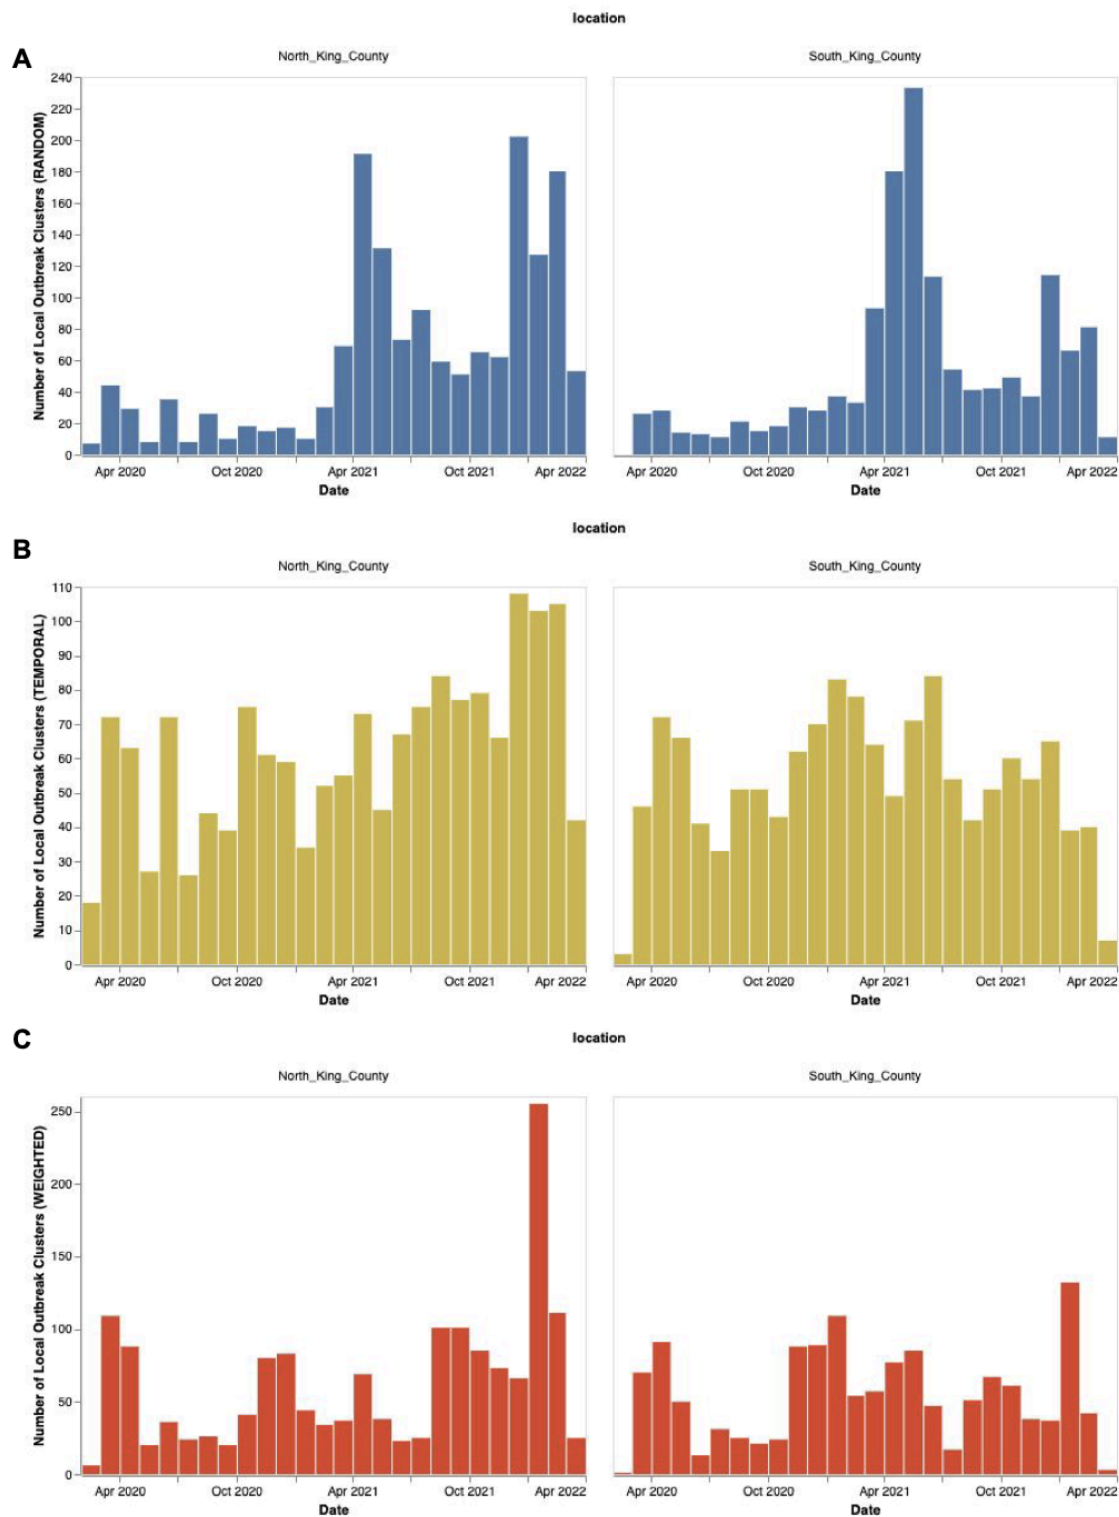 location
A
North_King_County South_King_County
Number of Local Outbreak Clusters (RANDOM)
240
220
200
180
160
140
120
100
80
60
40
20
0
Apr 2020 Oct 2020 Apr 2021 Oct 2021 Apr 2022 Apr 2020 Oct 2020 Apr 2021 Oct 2021 Apr 2022
Date Date
location
B
North_King_County South_King_County
Number of Local Outbreak Clusters (TEMPORAL)
110
100
90
80
70
60
50
40
30
20
10
0
Apr 2020 Oct 2020 Apr 2021 Oct 2021 Apr 2022 Apr 2020 Oct 2020 Apr 2021 Oct 2021 Apr 2022
Date Date
C
location
North_King_County South_King_County
Number of Local Outbreak Clusters (WEIGHTED)
250
200
150
100
50
0
Apr 2020 Oct 2020 Apr 2021 Oct 2021 Apr 2022 Apr 2020 Oct 2020 Apr 2021 Oct 2021 Apr 2022
Date Date